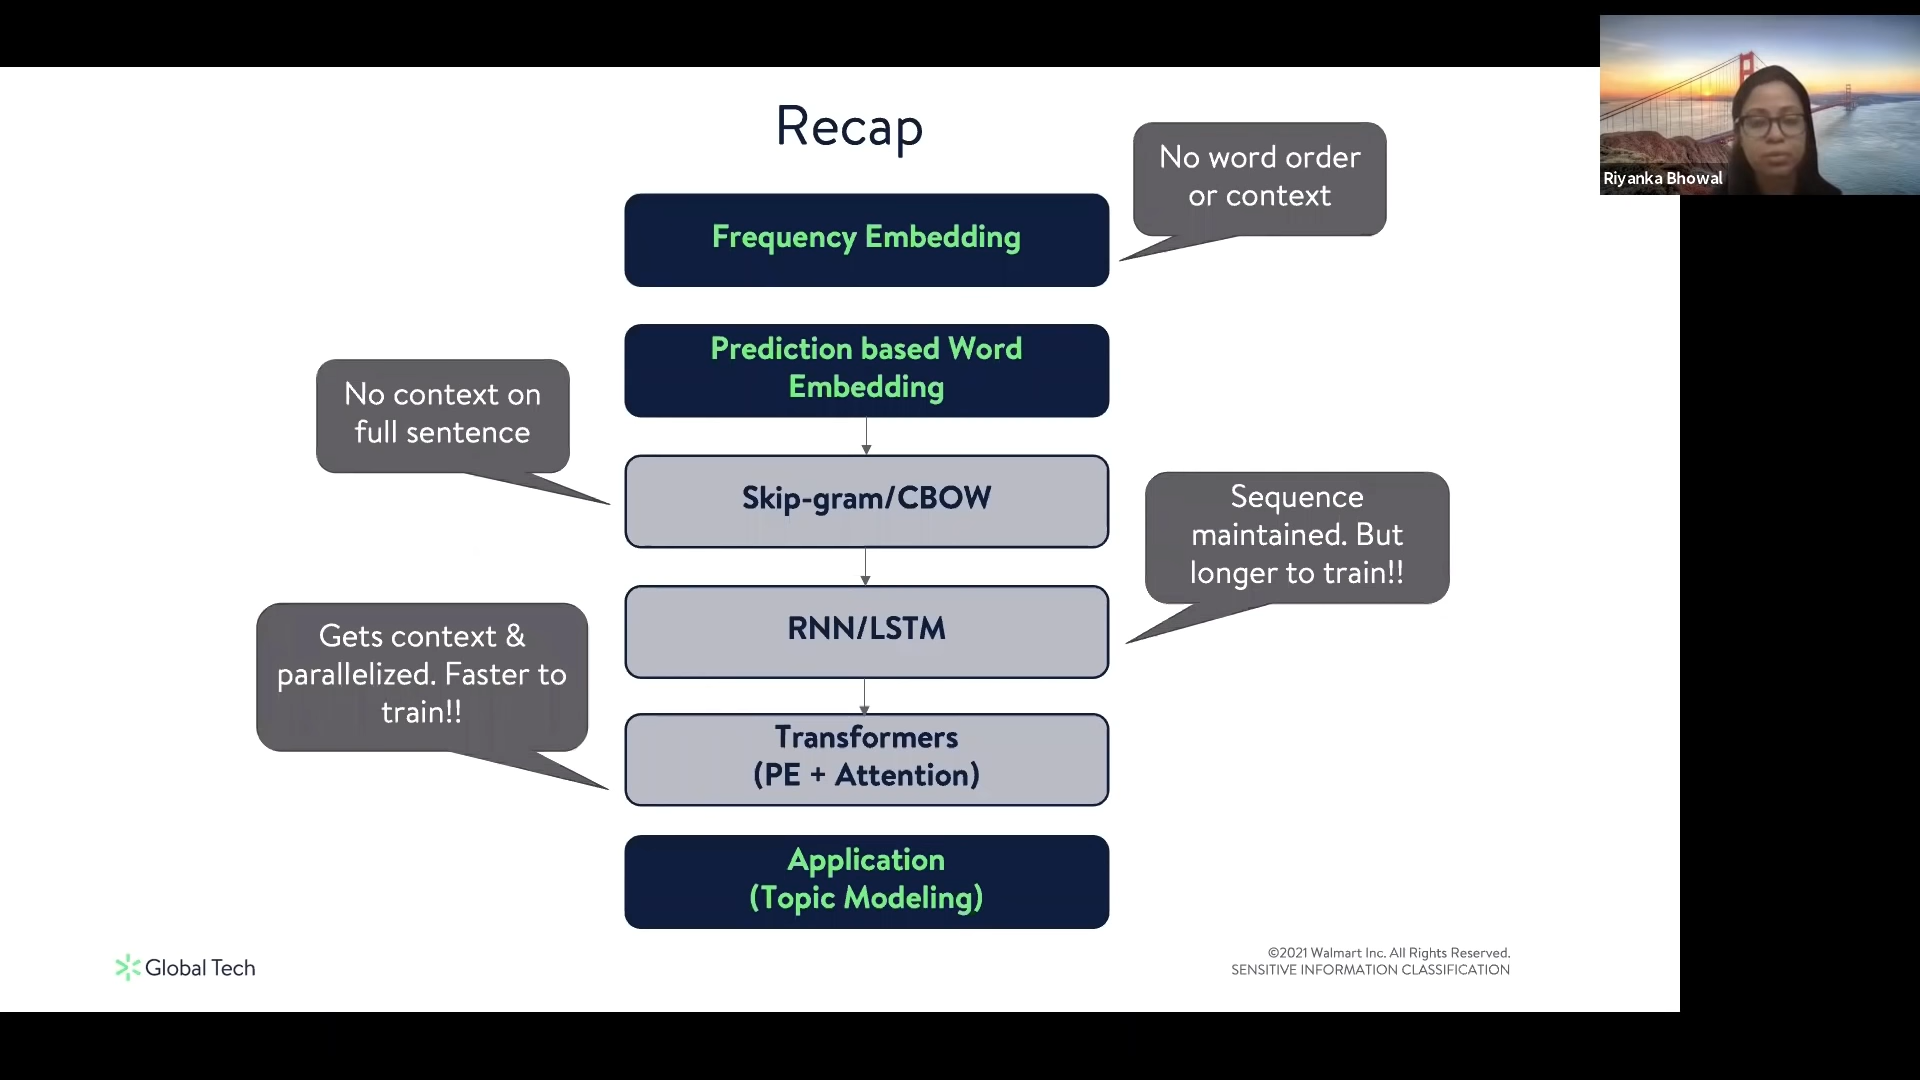 Recap
No word order
or context
Riyanka Bhowal
Frequency Embedding
Prediction based Word
Embedding
No context on
full sentence
Skip-gram/CBOW
Sequence
maintained. But
longer to train!!
RNN/LSTM
Gets context &
parallelized. Faster to
train!!
Transformers
(PE + Attention)
Application
(Topic Modeling)
Global Tech
©2021 Walmart Inc. All Rights Reserved.
SENSITIVE INFORMATION CLASSIFICATION